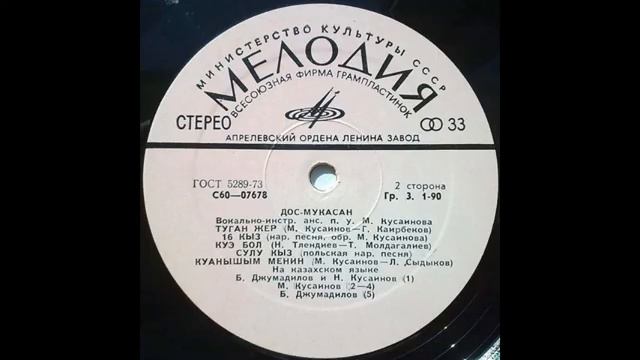 МИНИСТЕРСТВО КУЛЬТУРЫ СССР
МЕЛОДИЯ
ВСЕСОЮЗНАЯ ФИРМА ГРАМПЛАСТИНОК
СТЕРЕО 33
АПРЕЛЕВСКИЙ ОРДЕНА ЛЕНИНА ЗАВОД
ГОСТ 5289-73 2 сторона
С60—07678 Гр. 3. 1-90
ДОС-МУКАСАН
Вокально-инстр. анс. п. у. М. Кусаинова
ТУГАН ЖЕР (М. Кусаинов—Г. Каирбеков)
16 КЫЗ (нар. песня, обр. М. Кусаинова)
КУЭ БОЛ (Н. Тлендиев—Т. Молдагалиев)
СУЛУ КЫЗ (польская нар. песня)
КУАНЫШЫМ МЕНИН (М. Кусаинов—Л. Сыдыков)
На казахском языке
Б. Джумадилов и Н. Кусаинов (1)
М. Кусаинов (2—4)
Б. Джумадилов (5)